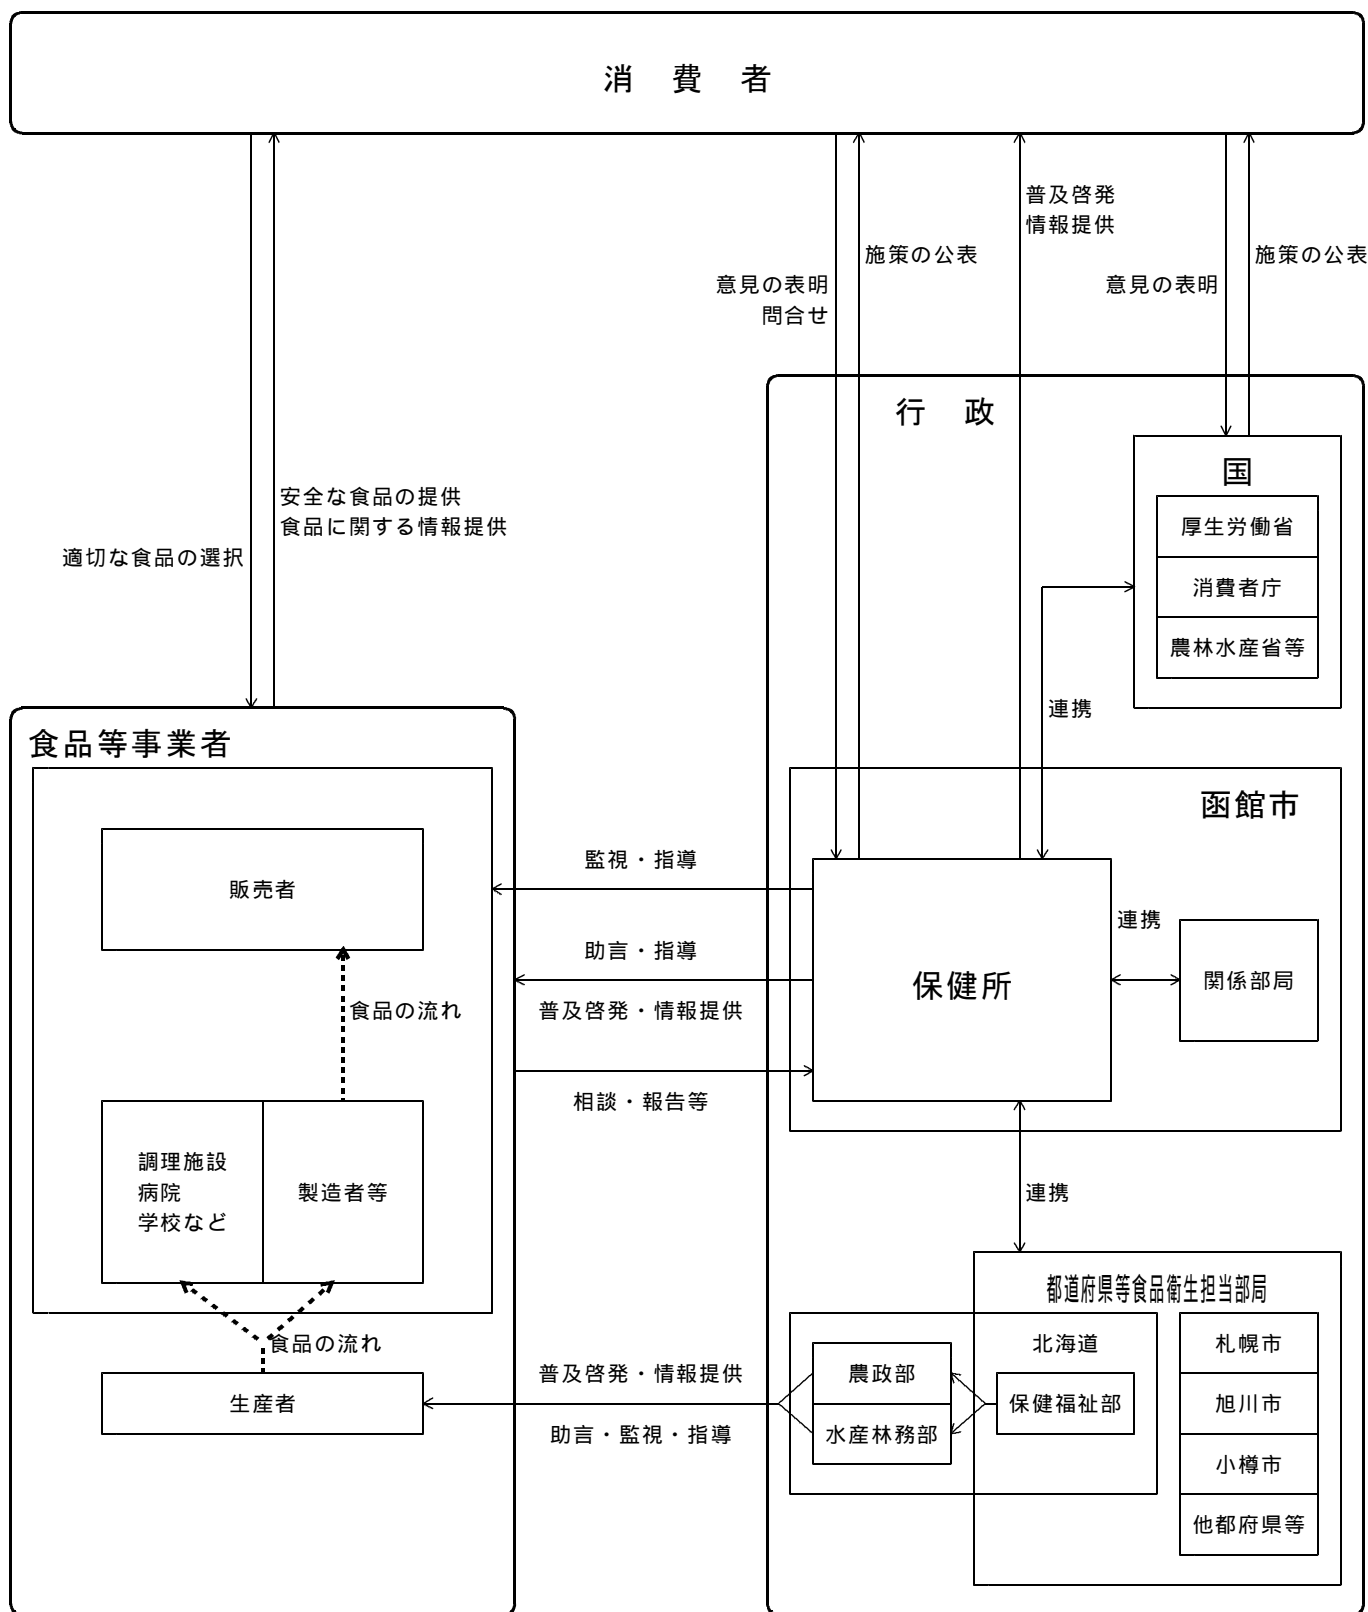 消　費　者
普及啓発
情報提供
施策の公表
施策の公表
意見の表明
問合せ
意見の表明
行　政
国
厚生労働省
消費者庁
農林水産省等
安全な食品の提供
食品に関する情報提供
適切な食品の選択
連携
食品等事業者
函館市
販売者
監視・指導
連携
助言・指導
保健所
関係部局
食品の流れ
普及啓発・情報提供
相談・報告等
調理施設
病院
学校など
製造者等
連携
都道府県等食品衛生担当部局
食品の流れ
北海道
札幌市
普及啓発・情報提供
農政部
生産者
保健福祉部
旭川市
助言・監視・指導
水産林務部
小樽市
他都府県等